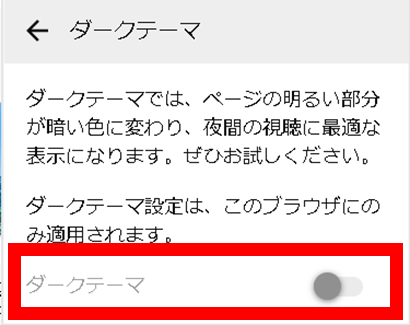 ダークテーマ
ダークテーマでは、ページの明るい部分
が暗い色に変わり、夜間の視聴に最適な
表示になります。ぜひお試しください。
ダークテーマ設定は、このブラウザにの
み適用されます。
ダークテーマ